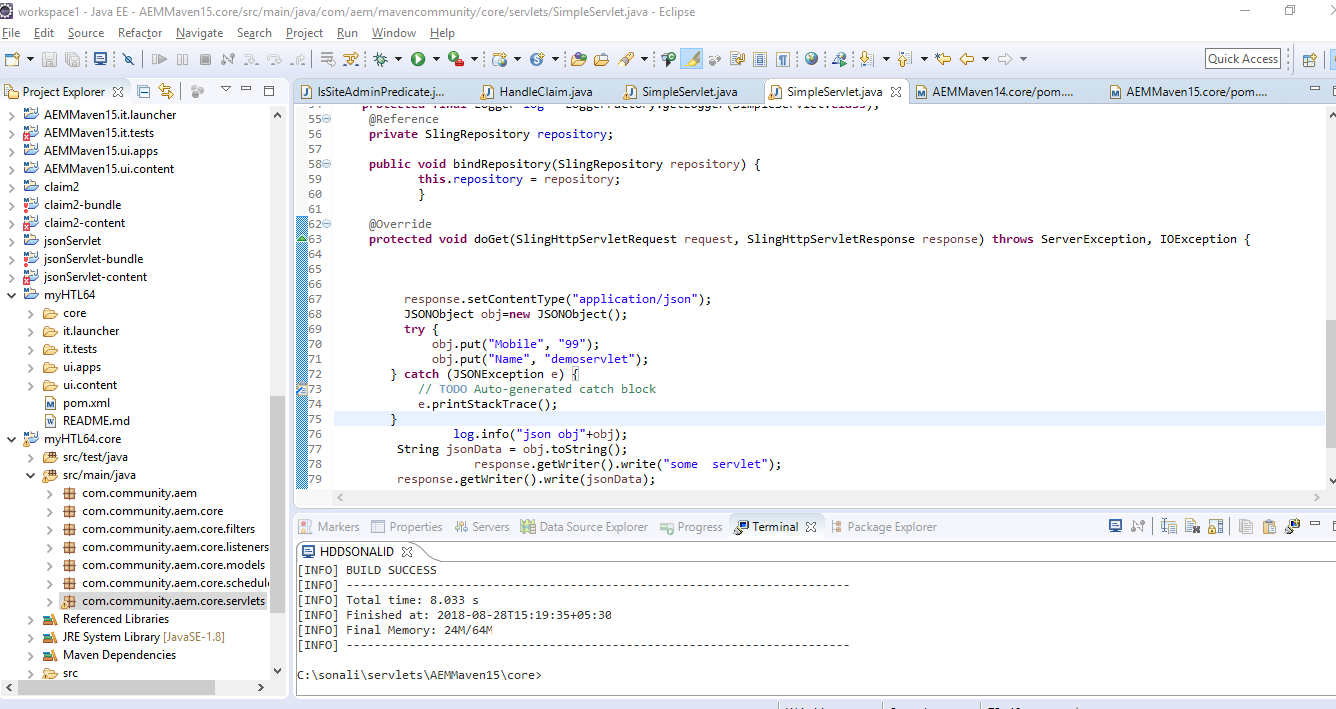 workspace1 - Java EE - AEMMaven15.core/src/main/java/com/aem/mavencommunity/core/servlets/SimpleServlet.java - Eclipse
File Edit Source Refactor Navigate Search Project Run Window Help
Quick Access
Project Explorer
AEMMaven15.it.launcher
AEMMaven15.it.tests
AEMMaven15.ui.apps
AEMMaven15.ui.content
claim2
claim2-bundle
claim2-content
jsonServlet
jsonServlet-bundle
jsonServlet-content
myHTL64
core
it.launcher
it.tests
ui.apps
ui.content
pom.xml
README.md
myHTL64.core
src/test/java
src/main/java
com.community.aem
com.community.aem.core
com.community.aem.core.filters
com.community.aem.core.listeners
com.community.aem.core.models
com.community.aem.core.schedul
com.community.aem.core.servlets
Referenced Libraries
JRE System Library [JavaSE-1.8]
Maven Dependencies
src
IsSiteAdminPredicate.j... HandleClaim.java SimpleServlet.java SimpleServlet.java AEMMaven14.core/pom.... AEMMaven15.core/pom....
protected final Logger log = LoggerFactory.getLogger(SimpleServlet.class);
55 @Reference
56 private SlingRepository repository;
57
58 public void bindRepository(SlingRepository repository) {
59 this.repository = repository;
60 }
61
62 @Override
63 protected void doGet(SlingHttpServletRequest request, SlingHttpServletResponse response) throws ServerException, IOException {
64
65
66
67 response.setContentType("application/json");
68 JSONObject obj=new JSONObject();
69 try {
70 obj.put("Mobile", "99");
71 obj.put("Name", "demoservlet");
72 } catch (JSONException e) {
73 // TODO Auto-generated catch block
74 e.printStackTrace();
75 }
76 log.info("json obj"+obj);
77 String jsonData = obj.toString();
78 response.getWriter().write("some  servlet");
79 response.getWriter().write(jsonData);
Markers Properties Servers Data Source Explorer Progress Terminal Package Explorer
HDDSONALID
[INFO] BUILD SUCCESS
[INFO] ------------------------------------------------------------------------
[INFO] Total time: 8.033 s
[INFO] Finished at: 2018-08-28T15:19:35+05:30
[INFO] Final Memory: 24M/64M
[INFO] ------------------------------------------------------------------------
C:\sonali\servlets\AEMMaven15\core>